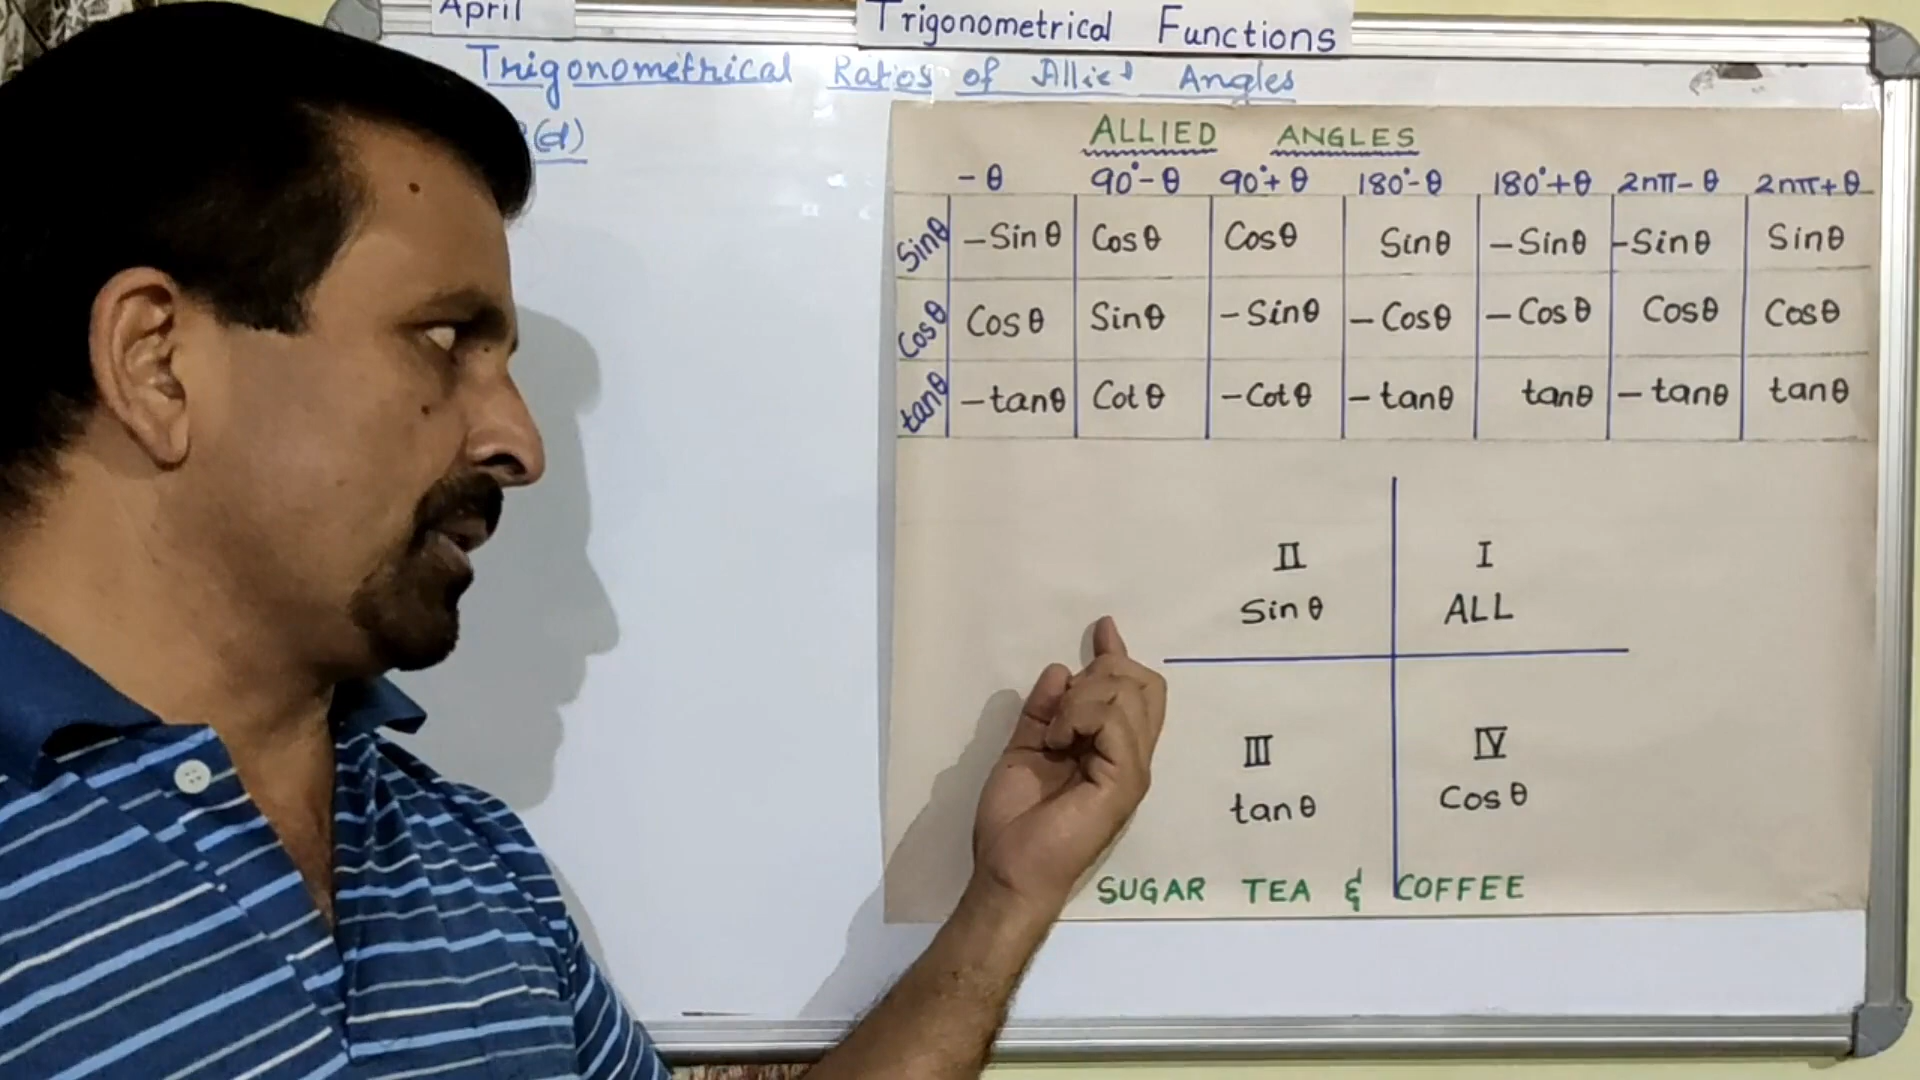 April
Trigonometrical Functions
Trigonometrical Ratios of Allied Angles
(d)
ALLIED ANGLES
-θ 90°-θ 90°+θ 180°-θ 180°+θ 2nπ-θ 2nπ+θ
Sinθ -Sinθ Cosθ Cosθ Sinθ -Sinθ -Sinθ Sinθ
Cosθ Cosθ Sinθ -Sinθ -Cosθ -Cosθ Cosθ Cosθ
tanθ -tanθ Cotθ -Cotθ -tanθ tanθ -tanθ tanθ
II I
Sinθ ALL
III IV
tanθ Cosθ
SUGAR TEA & COFFEE